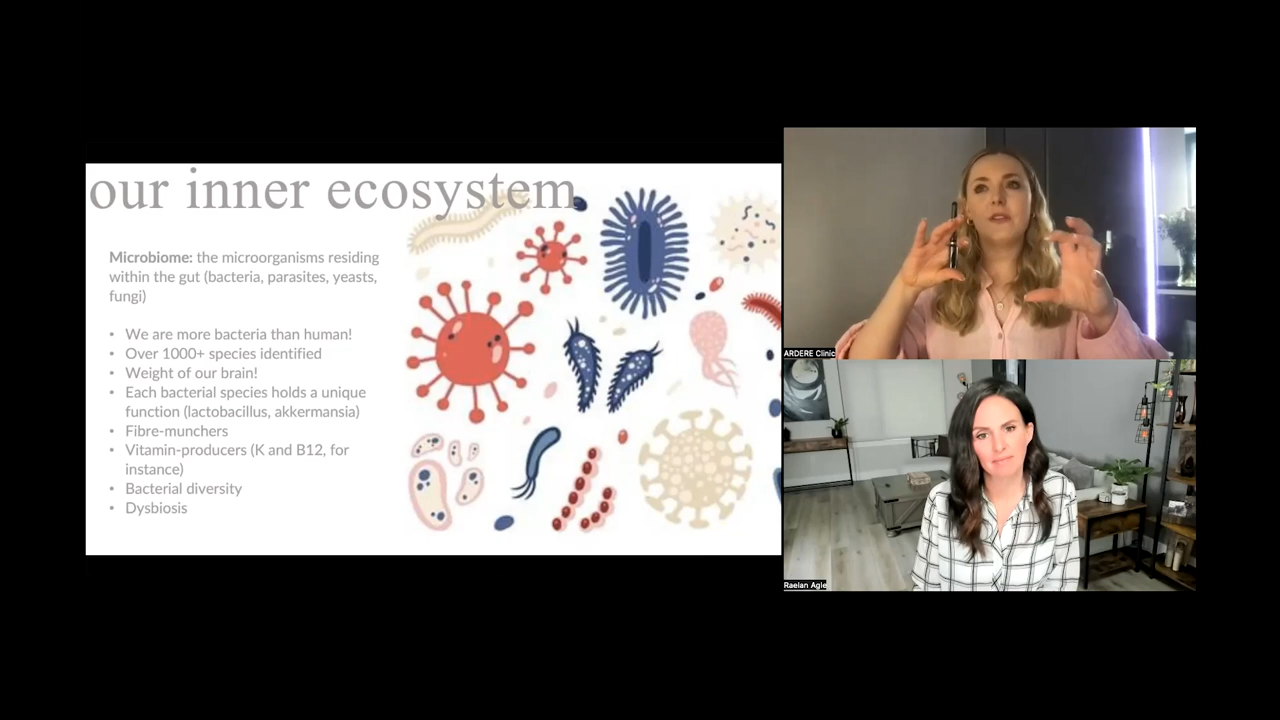 our inner ecosystem
Microbiome: the microorganisms residing
within the gut (bacteria, parasites, yeasts,
fungi)
• We are more bacteria than human!
• Over 1000+ species identified
• Weight of our brain!
• Each bacterial species holds a unique
function (lactobacillus, akkermansia)
• Fibre-munchers
• Vitamin-producers (K and B12, for
instance)
• Bacterial diversity
• Dysbiosis
ARDERE Clinic
Raelan Agle